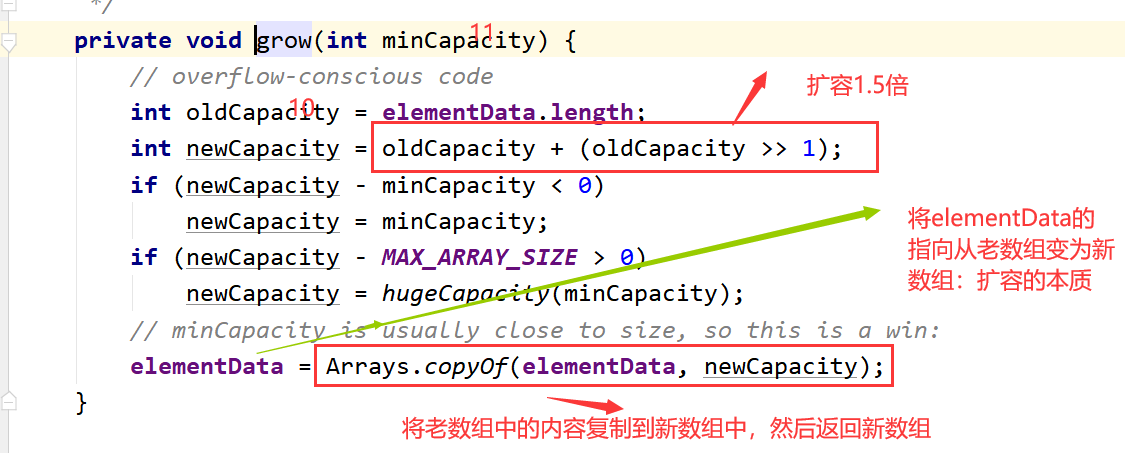 */
private void grow(int minCapacity) {
11
// overflow-conscious code
扩容1.5倍
int oldCapacity = elementData.length;
10
int newCapacity = oldCapacity + (oldCapacity >> 1);
if (newCapacity - minCapacity < 0)
newCapacity = minCapacity;
将elementData的
指向从老数组变为新
数组：扩容的本质
if (newCapacity - MAX_ARRAY_SIZE > 0)
newCapacity = hugeCapacity(minCapacity);
// minCapacity is usually close to size, so this is a win:
elementData = Arrays.copyOf(elementData, newCapacity);
}
将老数组中的内容复制到新数组中，然后返回新数组